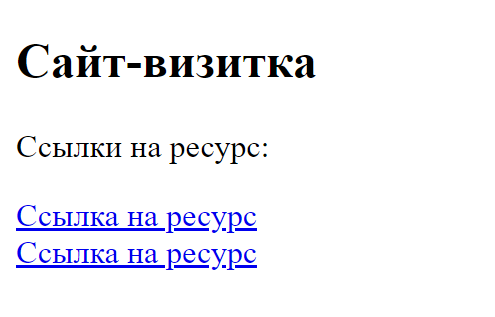 Сайт-визитка
Ссылки на ресурс:
Ссылка на ресурс
Ссылка на ресурс